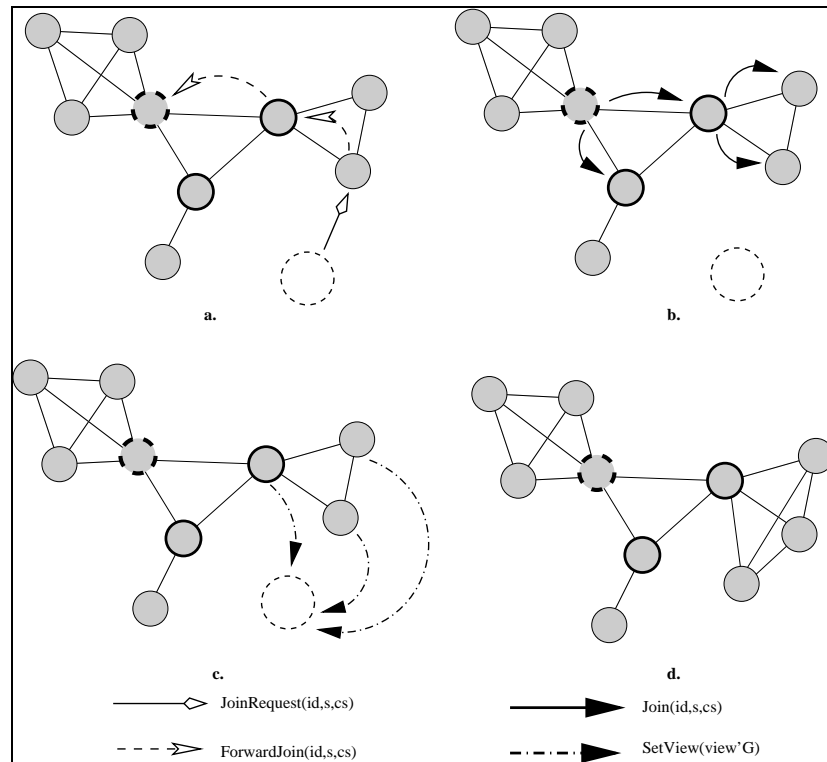 a.
b.
c.
d.
JoinRequest(id,s,cs)
Join(id,s,cs)
ForwardJoin(id,s,cs)
SetView(view'G)